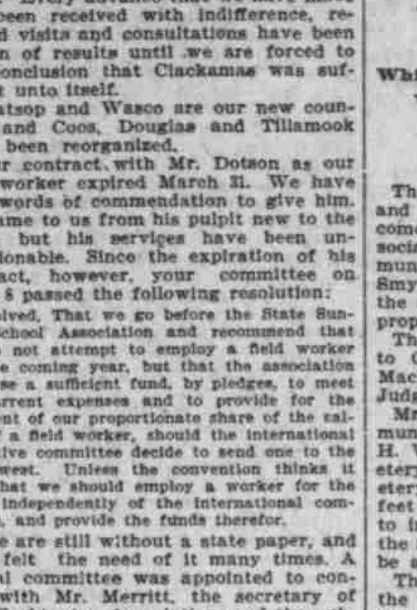 been received with indifference, re-
visits and consultations have been
n of results until we are forced to
onclusion that Clackamas was suf-
t unto itself.
atsop and Wasco are our new coun-
and Coos, Douglas and Tillamook
been reorganized.
r contract with Mr. Dotson as our
worker expired March 31. We have
words of commendation to give him.
ame to us from his pulpit new to the
but his services have been un-
ionable. Since the expiration of his
act, however, your committee on
8 passed the following resolution:
olved, That we go before the State Sun-
chool Association and recommend that
not attempt to employ a field worker
e coming year, but that the association
se a sufficient fund, by pledges, to meet
urrent expenses and to provide for the
ent of our proportionate share of the sal-
f a field worker, should the international
tive committee decide to send one to the
west. Unless the convention thinks it
hat we should employ a worker for the
independently of the international com-
, and provide the funds therefor.
e are still without a state paper, and
felt the need of it many times. A
al committee was appointed to con-
with Mr. Merritt, the secretary of
Whi
Th
and
come
socia
mun
Smy
the
prop
Th
to
Mac
Judg
M
mun
H.
eter
eter
feet
to
the
be a
Th
the